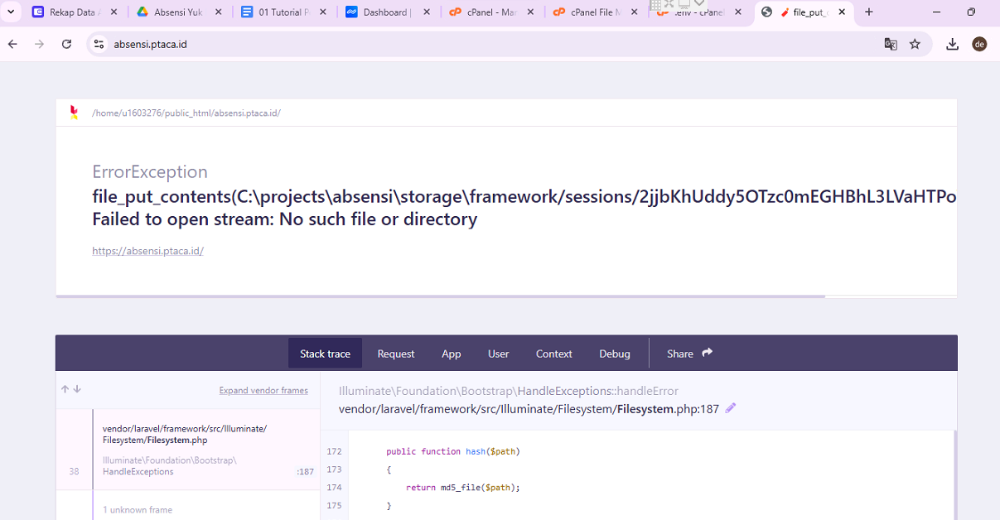 Rekap Data A
Absensi Yuk
01 Tutorial P
Dashboard |
cPanel - Mar
cPanel File M
.env - cPanel
file_put_c
absensi.ptaca.id
de
/home/u1603276/public_html/absensi.ptaca.id/
ErrorException
file_put_contents(C:\projects\absensi\storage\framework/sessions/2jjbKhUddy5OTzc0mEGHBhL3LVaHTPo
Failed to open stream: No such file or directory
https://absensi.ptaca.id/
Stack trace
Request
App
User
Context
Debug
Share
Expand vendor frames
Illuminate\Foundation\Bootstrap\HandleExceptions::handleError
vendor/laravel/framework/src/Illuminate/Filesystem/Filesystem.php:187
vendor/laravel/framework/src/Illuminate/
Filesystem/Filesystem.php
Illuminate\Foundation\Bootstrap\
38 HandleExceptions :187
1 unknown frame
172 public function hash($path)
173 {
174 return md5_file($path);
175 }